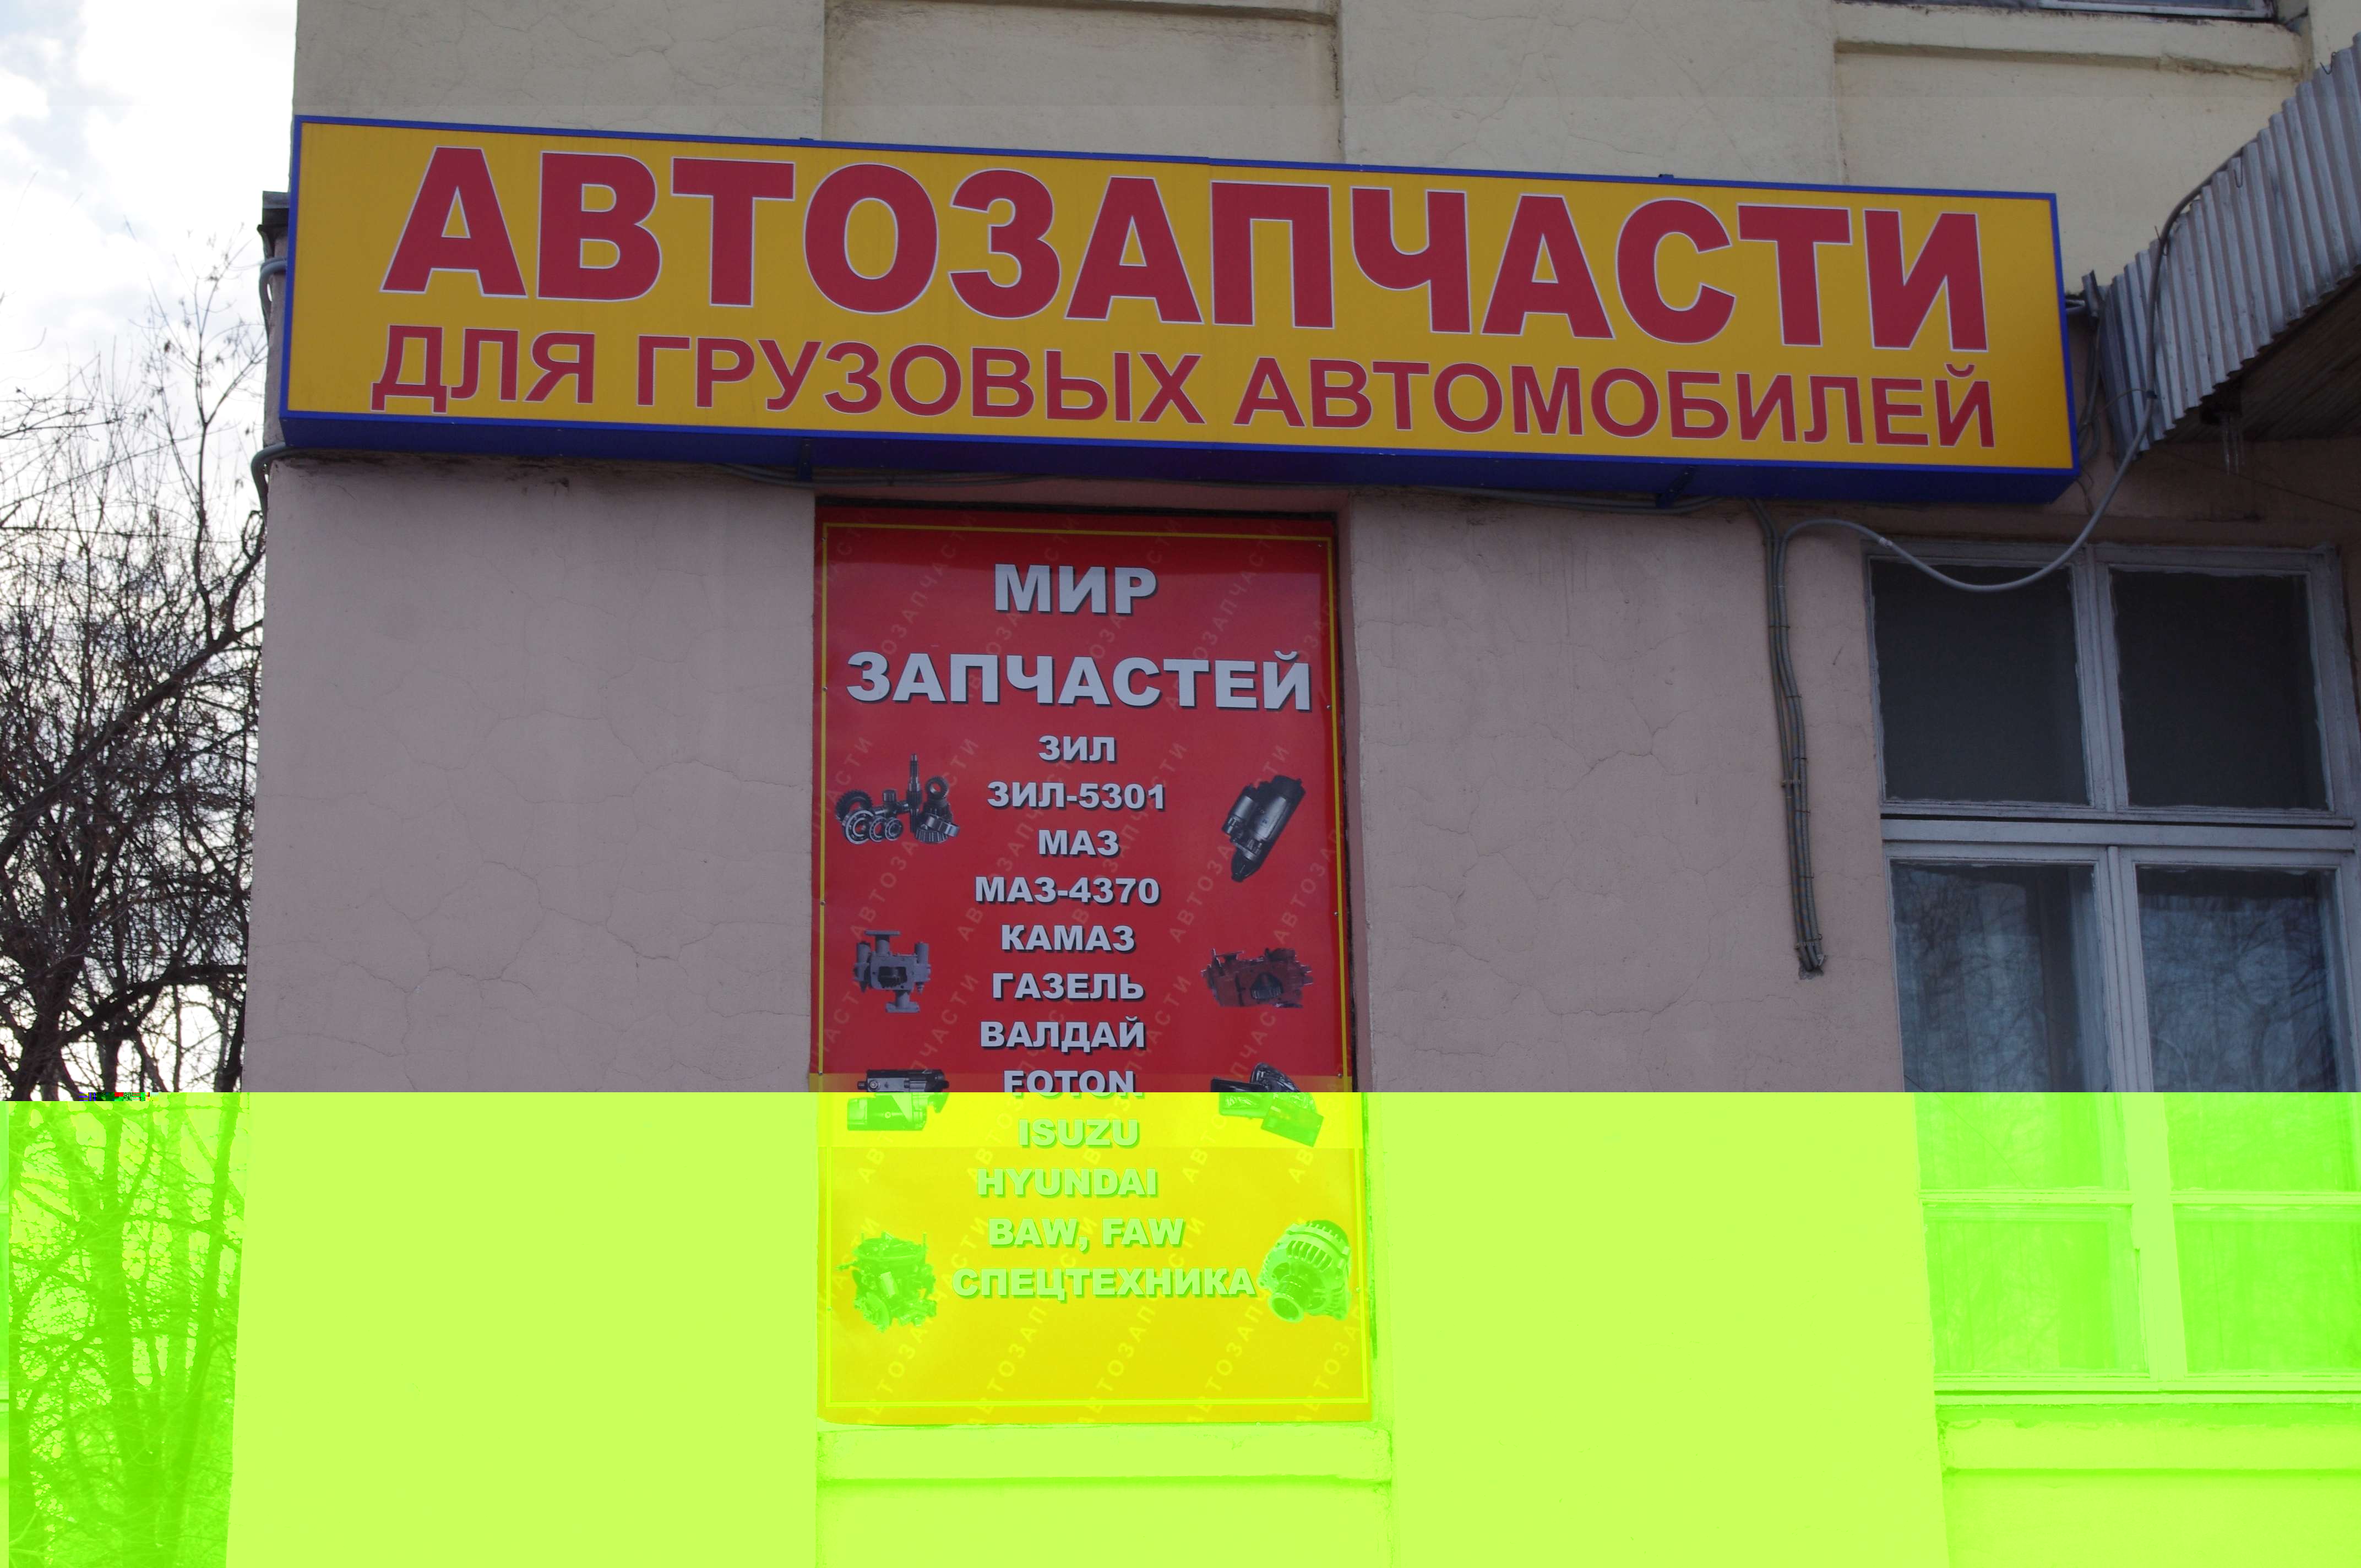 АВТОЗАПЧАСТИ
ДЛЯ ГРУЗОВЫХ АВТОМОБИЛЕЙ
МИР
ЗАПЧАСТЕЙ
ЗИЛ
ЗИЛ-5301
МАЗ
МАЗ-4370
КАМАЗ
ГАЗЕЛЬ
ВАЛДАЙ
FOTON
ISUZU
HYUNDAI
BAW, FAW
СПЕЦТЕХНИКА